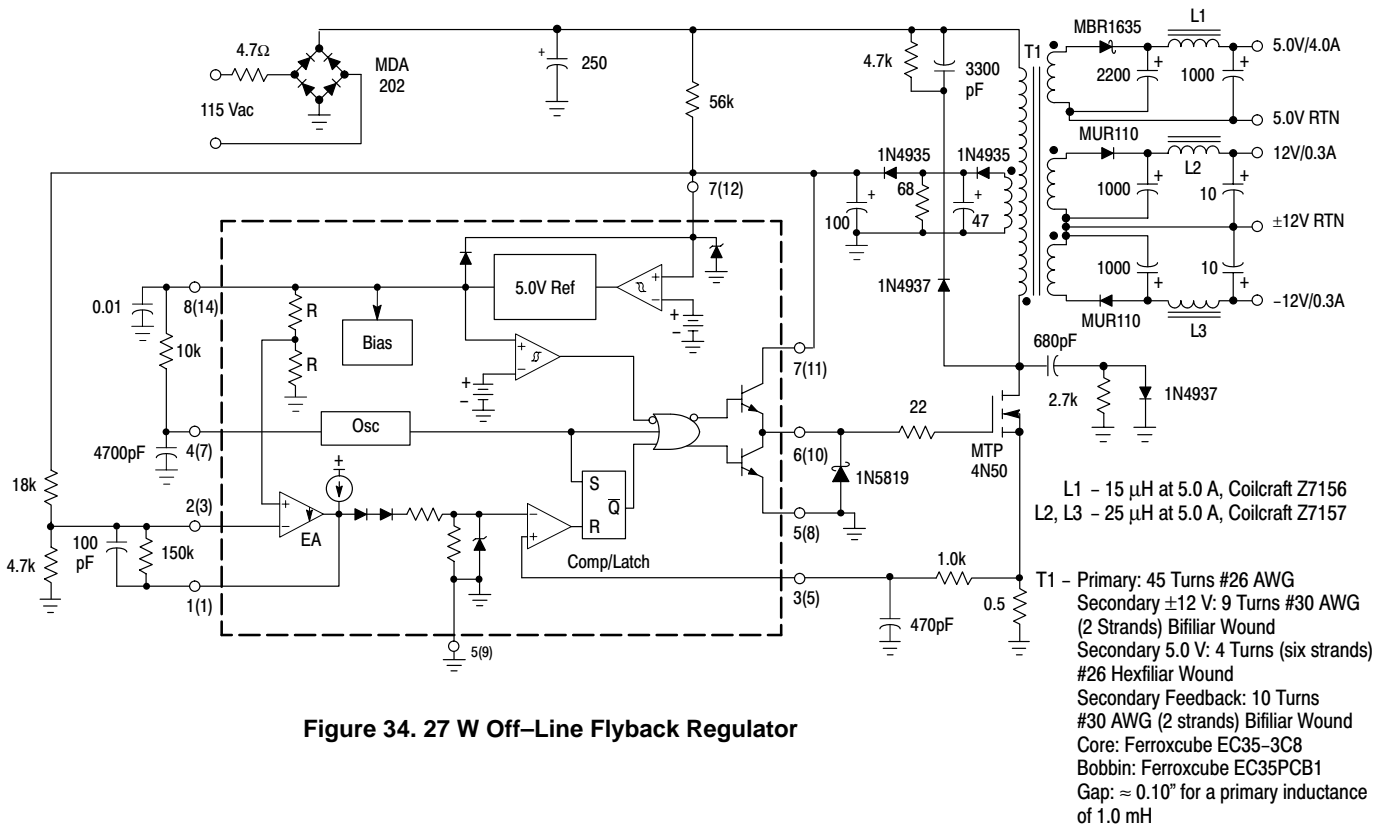 4.7Ω
MDA
202
115 Vac
+
250
56k
4.7k
3300
pF
T1
MBR1635
L1
+
2200
+
1000
5.0V/4.0A
5.0V RTN
MUR110
+
1000
L2
+
10
12V/0.3A
±12V RTN
+
1000
+
10
MUR110
L3
–12V/0.3A
1N4935
1N4935
7(12)
+
100
68
+
47
1N4937
0.01
8(14)
R
R
Bias
5.0V Ref
+
–
+
–
+
–
+
–
7(11)
680pF
2.7k
1N4937
10k
4(7)
4700pF
Osc
22
6(10)
MTP
4N50
1N5819
18k
2(3)
+
–
EA
+
S
R
Q
–
+
Comp/Latch
5(8)
100
pF
150k
4.7k
1(1)
1.0k
3(5)
470pF
0.5
5(9)
L1 – 15 μH at 5.0 A, Coilcraft Z7156
L2, L3 – 25 μH at 5.0 A, Coilcraft Z7157
T1 – Primary: 45 Turns #26 AWG
Secondary ±12 V: 9 Turns #30 AWG
(2 Strands) Bifiliar Wound
Secondary 5.0 V: 4 Turns (six strands)
#26 Hexfiliar Wound
Secondary Feedback: 10 Turns
#30 AWG (2 strands) Bifiliar Wound
Core: Ferroxcube EC35–3C8
Bobbin: Ferroxcube EC35PCB1
Gap: ≈ 0.10" for a primary inductance
of 1.0 mH
Figure 34. 27 W Off–Line Flyback Regulator